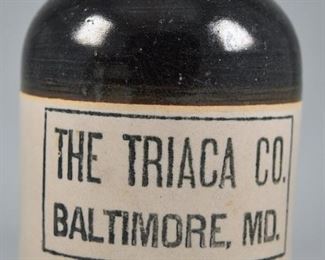 THE TRIACA CO.
BALTIMORE, MD.